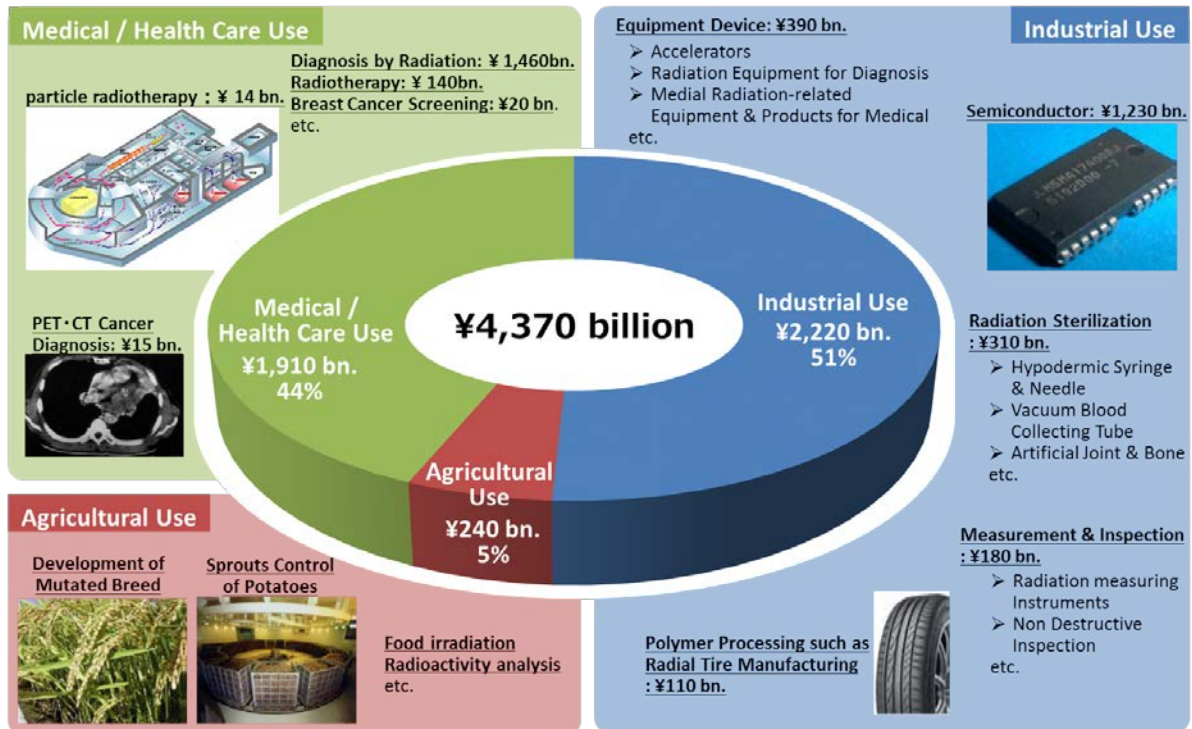 Medical / Health Care Use
Diagnosis by Radiation: ¥ 1,460bn.
Radiotherapy: ¥ 140bn.
Breast Cancer Screening: ¥20 bn.
etc.
particle radiotherapy : ¥ 14 bn.
PET・CT Cancer
Diagnosis: ¥15 bn.
Equipment Device: ¥390 bn.
➢ Accelerators
➢ Radiation Equipment for Diagnosis
➢ Medial Radiation-related
Equipment & Products for Medical
etc.
Industrial Use
Semiconductor: ¥1,230 bn.
Medical /
Health Care Use
¥1,910 bn.
44%
¥4,370 billion
Industrial Use
¥2,220 bn.
51%
Agricultural
Use
¥240 bn.
5%
Radiation Sterilization
: ¥310 bn.
➢ Hypodermic Syringe
& Needle
➢ Vacuum Blood
Collecting Tube
➢ Artificial Joint & Bone
etc.
Measurement & Inspection
: ¥180 bn.
➢ Radiation measuring
Instruments
➢ Non Destructive
Inspection
etc.
Polymer Processing such as
Radial Tire Manufacturing
: ¥110 bn.
Agricultural Use
Development of
Mutated Breed
Sprouts Control
of Potatoes
Food irradiation
Radioactivity analysis
etc.